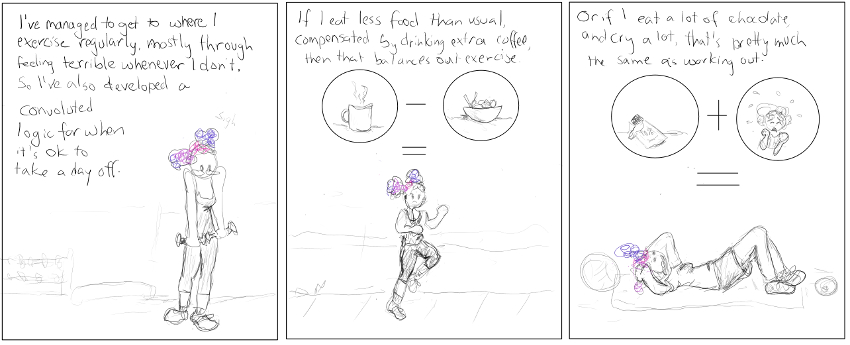 I've managed to get to where I
exercise regularly, mostly through
feeling terrible whenever I don't.
So I've also developed a
convoluted
logic for when
it's ok to
take a day off.
Sigh
If I eat less food than usual,
compensated by drinking extra coffee,
then that balances out exercise
Or if I eat a lot of chocolate
and cry a lot, that's pretty much
the same as working out.